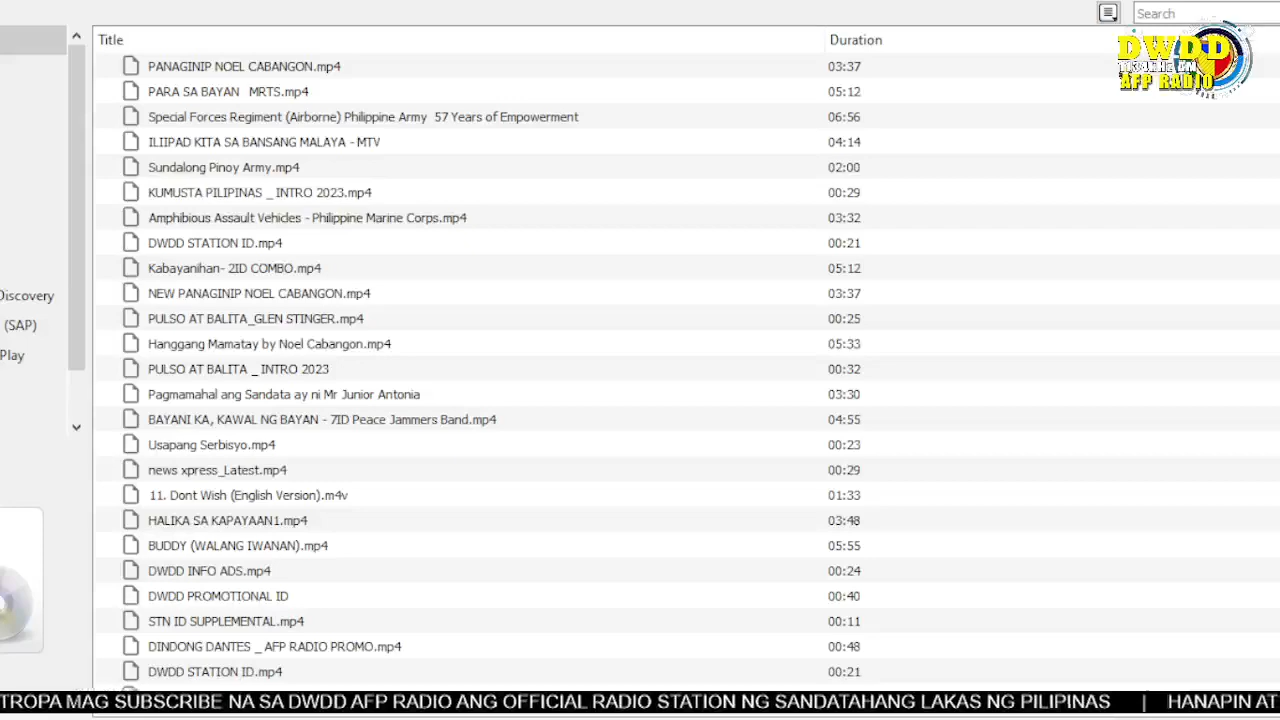 Search
Title Duration
DWDD
AFP RADIO
PANAGINIP NOEL CABANGON.mp4 03:37
PARA SA BAYAN   MRTS.mp4 05:12
Special Forces Regiment (Airborne) Philippine Army  57 Years of Empowerment 06:56
ILIIPAD KITA SA BANSANG MALAYA - MTV 04:14
Sundalong Pinoy Army.mp4 02:00
KUMUSTA PILIPINAS _ INTRO 2023.mp4 00:29
Amphibious Assault Vehicles - Philippine Marine Corps.mp4 03:32
DWDD STATION ID.mp4 00:21
Kabayanihan- 2ID COMBO.mp4 05:12
Discovery NEW PANAGINIP NOEL CABANGON.mp4 03:37
(SAP) PULSO AT BALITA_GLEN STINGER.mp4 00:25
Play Hanggang Mamatay by Noel Cabangon.mp4 05:33
PULSO AT BALITA _ INTRO 2023 00:32
Pagmamahal ang Sandata ay ni Mr Junior Antonia 03:30
BAYANI KA, KAWAL NG BAYAN - 7ID Peace Jammers Band.mp4 04:55
Usapang Serbisyo.mp4 00:23
news xpress_Latest.mp4 00:29
11. Dont Wish (English Version).m4v 01:33
HALIKA SA KAPAYAAN1.mp4 03:48
BUDDY (WALANG IWANAN).mp4 05:55
DWDD INFO ADS.mp4 00:24
DWDD PROMOTIONAL ID 00:40
STN ID SUPPLEMENTAL.mp4 00:11
DINDONG DANTES _ AFP RADIO PROMO.mp4 00:48
DWDD STATION ID.mp4 00:21
TROPA MAG SUBSCRIBE NA SA DWDD AFP RADIO ANG OFFICIAL RADIO STATION NG SANDATAHANG LAKAS NG PILIPINAS | HANAPIN AT